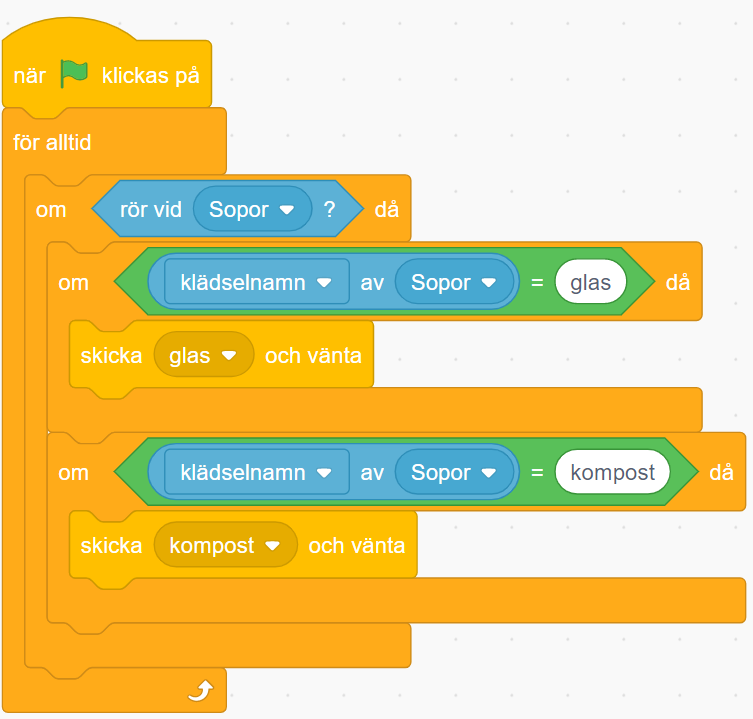 när klickas på
för alltid
om rör vid Sopor ? då
om klädselnamn av Sopor = glas då
skicka glas och vänta
om klädselnamn av Sopor = kompost då
skicka kompost och vänta